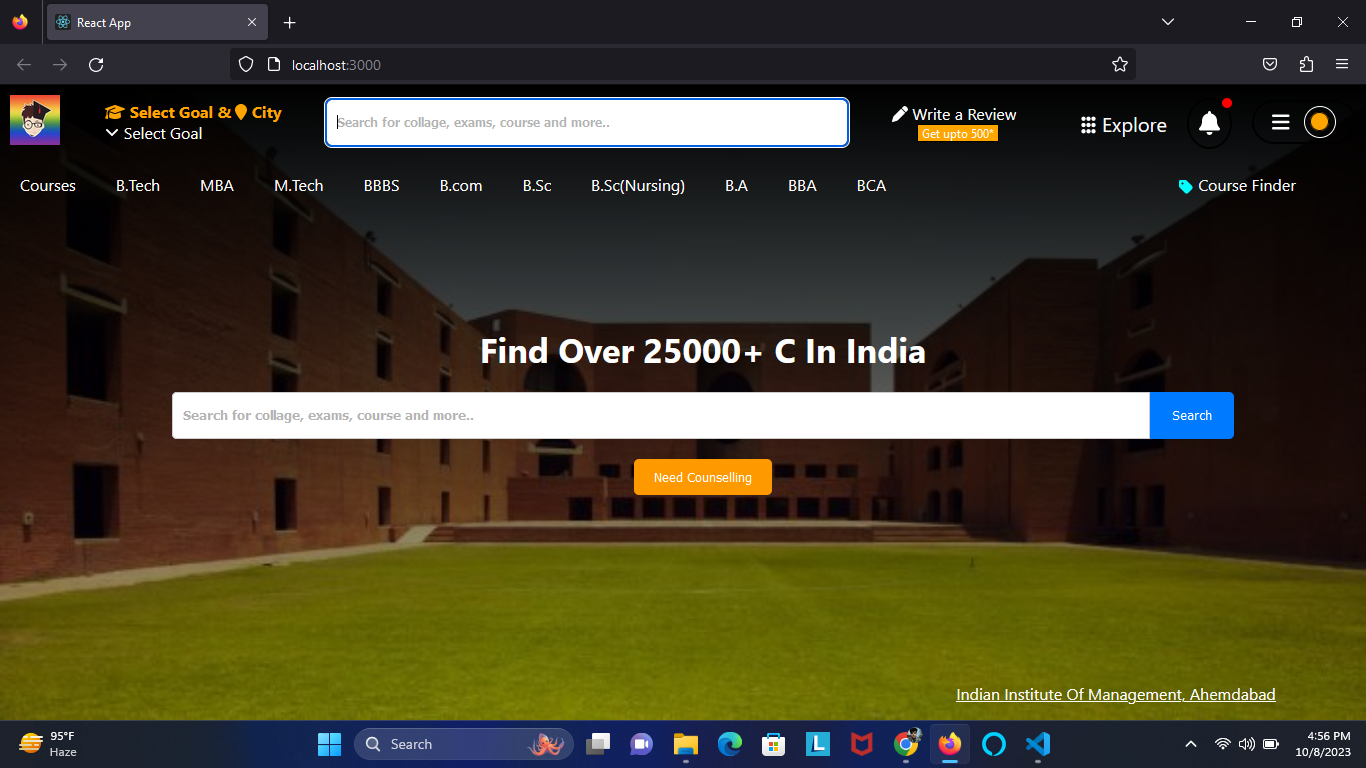 React App
localhost:3000
Select Goal & City
Select Goal
Search for collage, exams, course and more..
Write a Review
Get upto 500*
Explore
Courses B.Tech MBA M.Tech BBBS B.com B.Sc B.Sc(Nursing) B.A BBA BCA Course Finder
Find Over 25000+ C In India
Search for collage, exams, course and more.. Search
Need Counselling
Indian Institute Of Management, Ahemdabad
95°F
Haze
Search
L
4:56 PM
10/8/2023